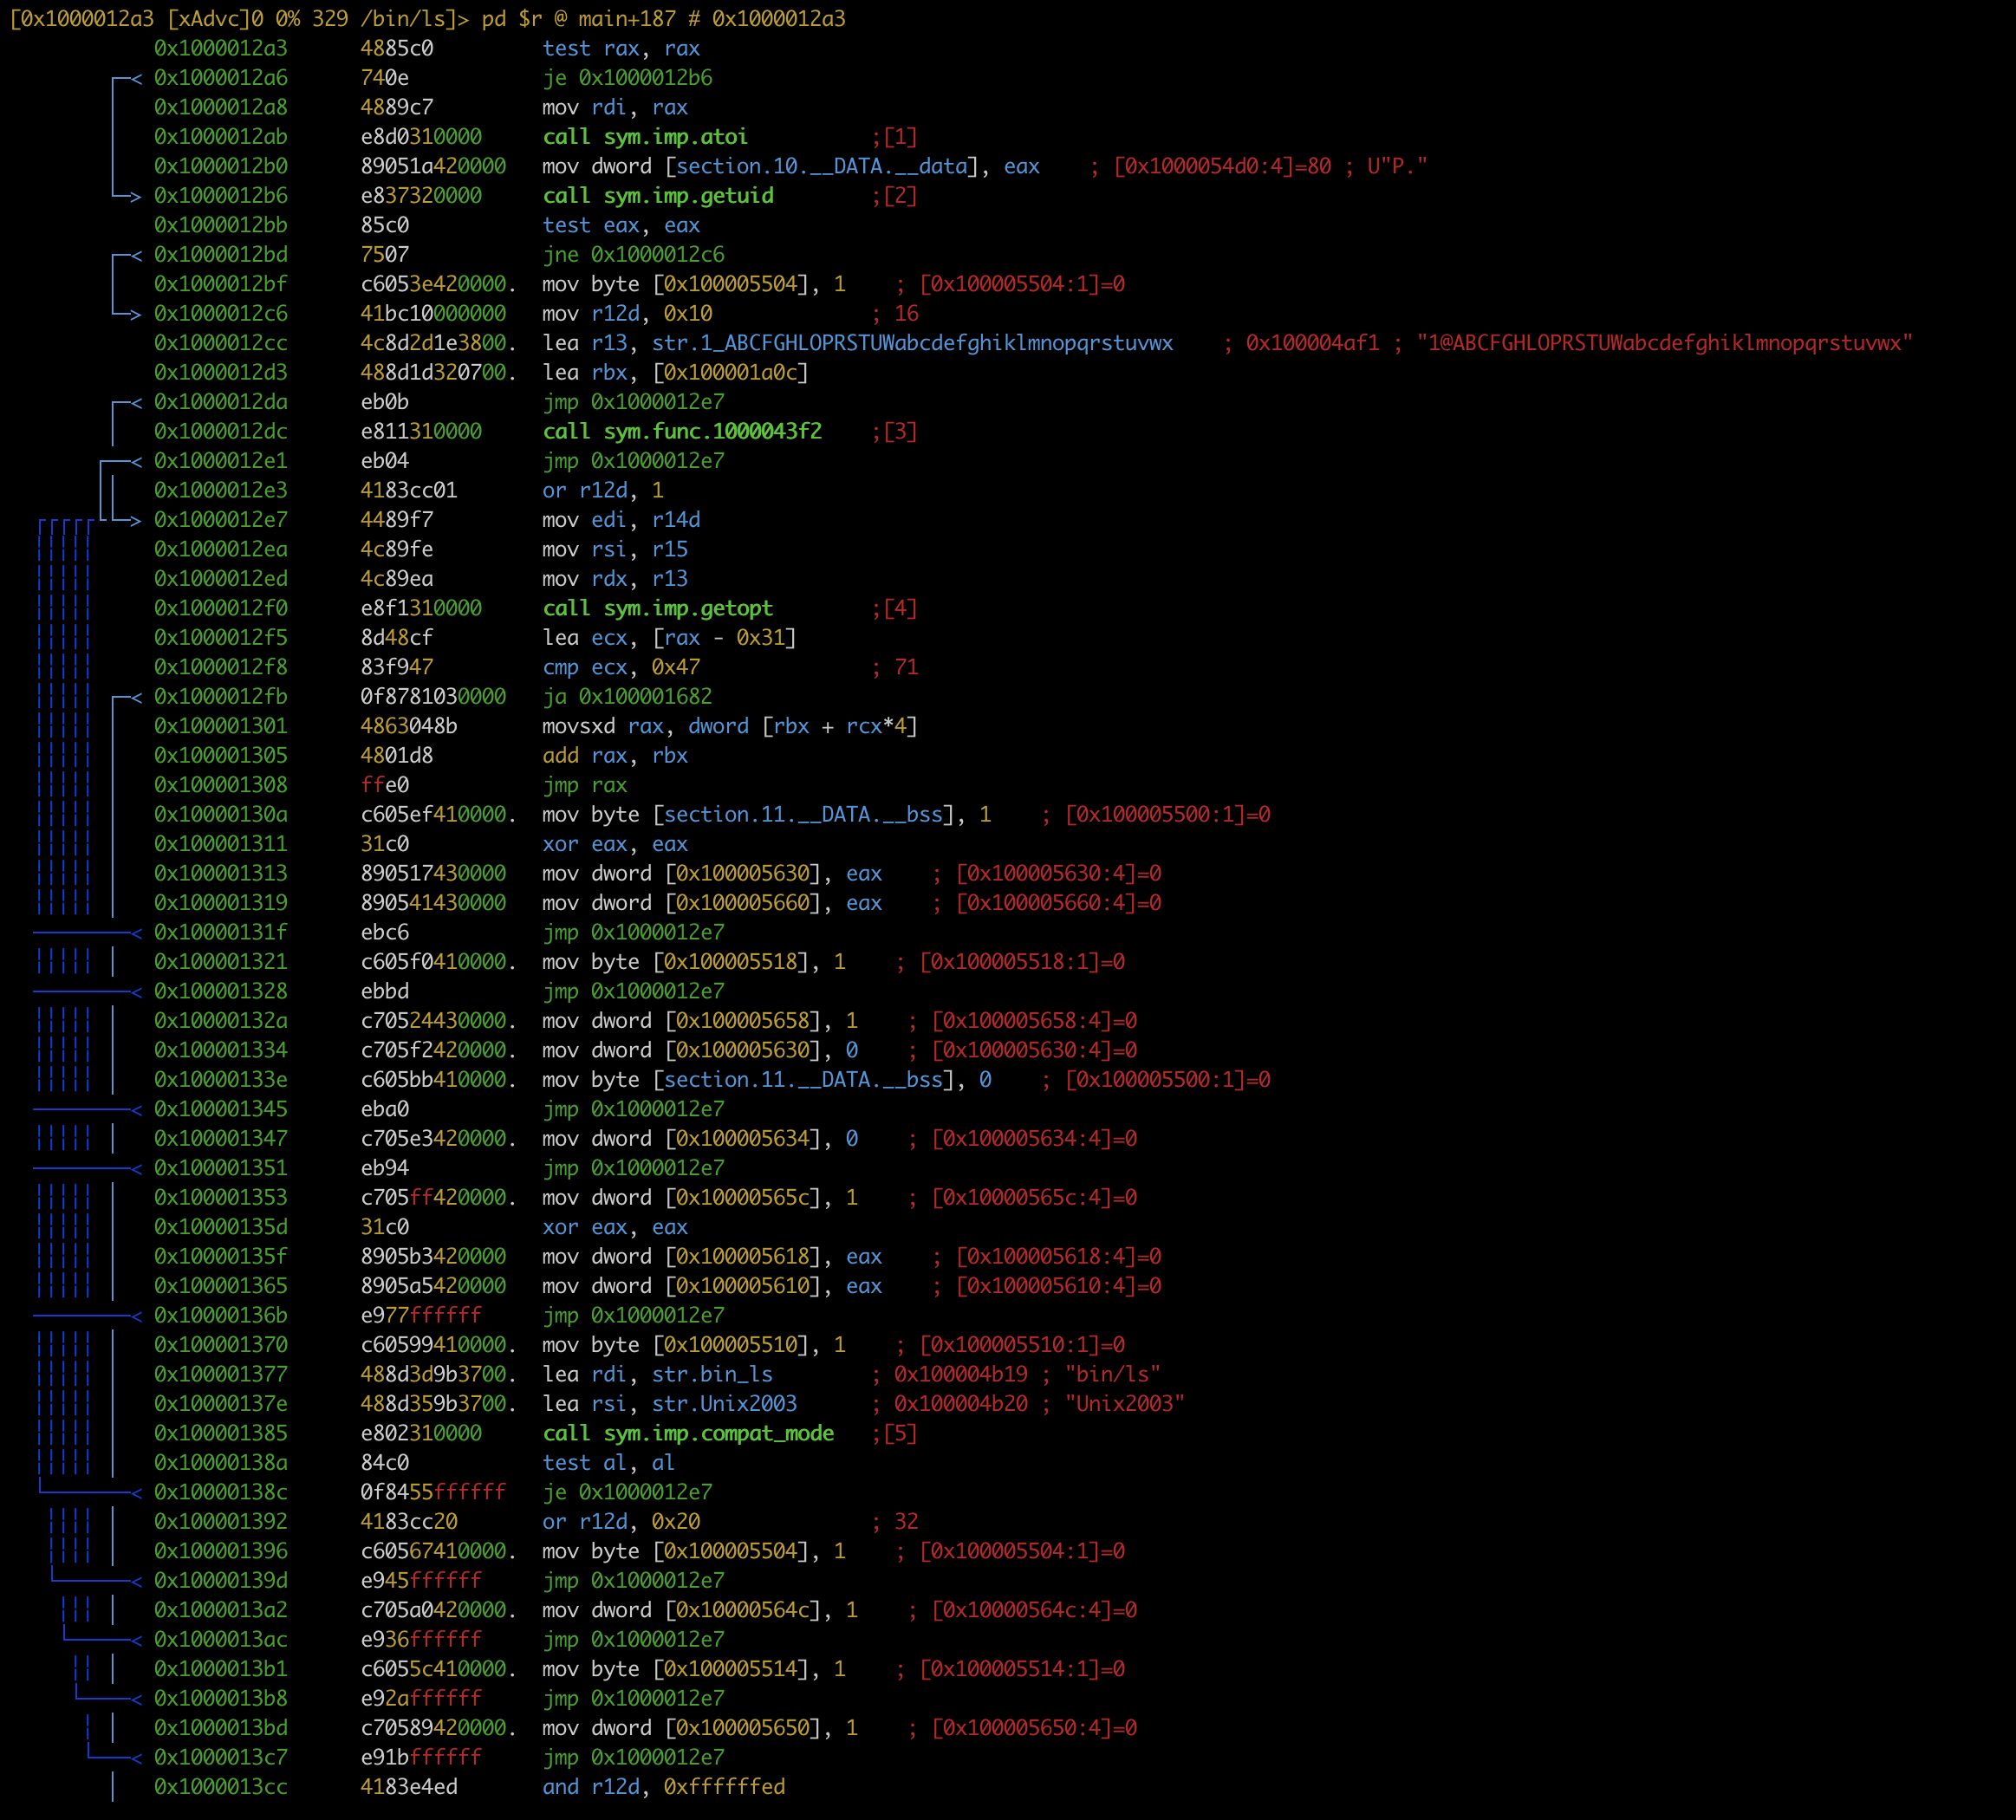 [0x1000012a3 [xAdvc]0 0% 329 /bin/ls]> pd $r @ main+187 # 0x1000012a3
0x1000012a3 4885c0 test rax, rax
< 0x1000012a6 740e je 0x1000012b6
0x1000012a8 4889c7 mov rdi, rax
0x1000012ab e8d0310000 call sym.imp.atoi ;[1]
0x1000012b0 89051a420000 mov dword [section.10.__DATA.__data], eax ; [0x1000054d0:4]=80 ; U"P."
> 0x1000012b6 e837320000 call sym.imp.getuid ;[2]
0x1000012bb 85c0 test eax, eax
< 0x1000012bd 7507 jne 0x1000012c6
0x1000012bf c6053e420000. mov byte [0x100005504], 1 ; [0x100005504:1]=0
> 0x1000012c6 41bc10000000 mov r12d, 0x10 ; 16
0x1000012cc 4c8d2d1e3800. lea r13, str.1_ABCFGHLOPRSTUWabcdefghiklmnopqrstuvwx ; 0x100004af1 ; "1@ABCFGHLOPRSTUWabcdefghiklmnopqrstuvwx"
0x1000012d3 488d1d320700. lea rbx, [0x100001a0c]
< 0x1000012da eb0b jmp 0x1000012e7
0x1000012dc e811310000 call sym.func.1000043f2 ;[3]
< 0x1000012e1 eb04 jmp 0x1000012e7
0x1000012e3 4183cc01 or r12d, 1
> 0x1000012e7 4489f7 mov edi, r14d
0x1000012ea 4c89fe mov rsi, r15
0x1000012ed 4c89ea mov rdx, r13
0x1000012f0 e8f1310000 call sym.imp.getopt ;[4]
0x1000012f5 8d48cf lea ecx, [rax - 0x31]
0x1000012f8 83f947 cmp ecx, 0x47 ; 71
< 0x1000012fb 0f8781030000 ja 0x100001682
0x100001301 4863048b movsxd rax, dword [rbx + rcx*4]
0x100001305 4801d8 add rax, rbx
0x100001308 ffe0 jmp rax
0x10000130a c605ef410000. mov byte [section.11.__DATA.__bss], 1 ; [0x100005500:1]=0
0x100001311 31c0 xor eax, eax
0x100001313 890517430000 mov dword [0x100005630], eax ; [0x100005630:4]=0
0x100001319 890541430000 mov dword [0x100005660], eax ; [0x100005660:4]=0
< 0x10000131f ebc6 jmp 0x1000012e7
0x100001321 c605f0410000. mov byte [0x100005518], 1 ; [0x100005518:1]=0
< 0x100001328 ebbd jmp 0x1000012e7
0x10000132a c70524430000. mov dword [0x100005658], 1 ; [0x100005658:4]=0
0x100001334 c705f2420000. mov dword [0x100005630], 0 ; [0x100005630:4]=0
0x10000133e c605bb410000. mov byte [section.11.__DATA.__bss], 0 ; [0x100005500:1]=0
< 0x100001345 eba0 jmp 0x1000012e7
0x100001347 c705e3420000. mov dword [0x100005634], 0 ; [0x100005634:4]=0
< 0x100001351 eb94 jmp 0x1000012e7
0x100001353 c705ff420000. mov dword [0x10000565c], 1 ; [0x10000565c:4]=0
0x10000135d 31c0 xor eax, eax
0x10000135f 8905b3420000 mov dword [0x100005618], eax ; [0x100005618:4]=0
0x100001365 8905a5420000 mov dword [0x100005610], eax ; [0x100005610:4]=0
< 0x10000136b e977ffffff jmp 0x1000012e7
0x100001370 c60599410000. mov byte [0x100005510], 1 ; [0x100005510:1]=0
0x100001377 488d3d9b3700. lea rdi, str.bin_ls ; 0x100004b19 ; "bin/ls"
0x10000137e 488d359b3700. lea rsi, str.Unix2003 ; 0x100004b20 ; "Unix2003"
0x100001385 e802310000 call sym.imp.compat_mode ;[5]
0x10000138a 84c0 test al, al
< 0x10000138c 0f8455ffffff je 0x1000012e7
0x100001392 4183cc20 or r12d, 0x20 ; 32
0x100001396 c60567410000. mov byte [0x100005504], 1 ; [0x100005504:1]=0
< 0x10000139d e945ffffff jmp 0x1000012e7
0x1000013a2 c705a0420000. mov dword [0x10000564c], 1 ; [0x10000564c:4]=0
< 0x1000013ac e936ffffff jmp 0x1000012e7
0x1000013b1 c6055c410000. mov byte [0x100005514], 1 ; [0x100005514:1]=0
< 0x1000013b8 e92affffff jmp 0x1000012e7
0x1000013bd c70589420000. mov dword [0x100005650], 1 ; [0x100005650:4]=0
< 0x1000013c7 e91bffffff jmp 0x1000012e7
0x1000013cc 4183e4ed and r12d, 0xffffffed